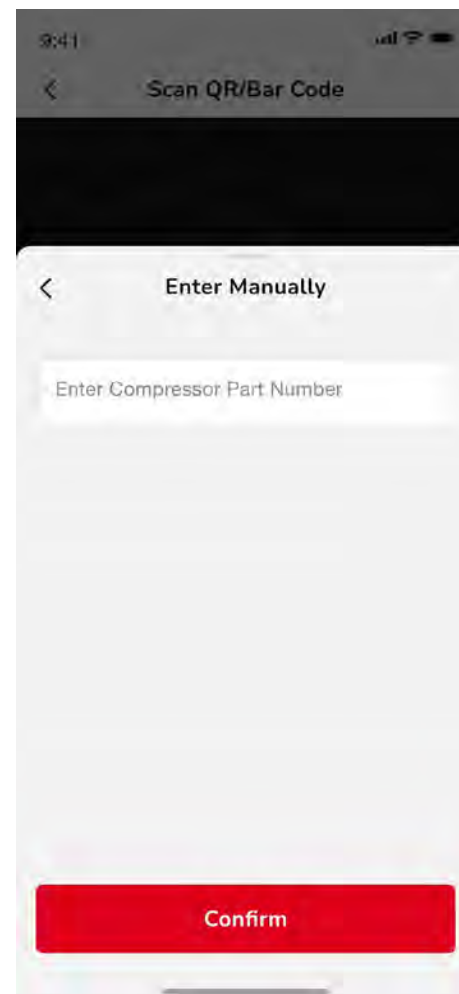 9:41
Scan QR/Bar Code
Enter Manually
Enter Compressor Part Number
Confirm